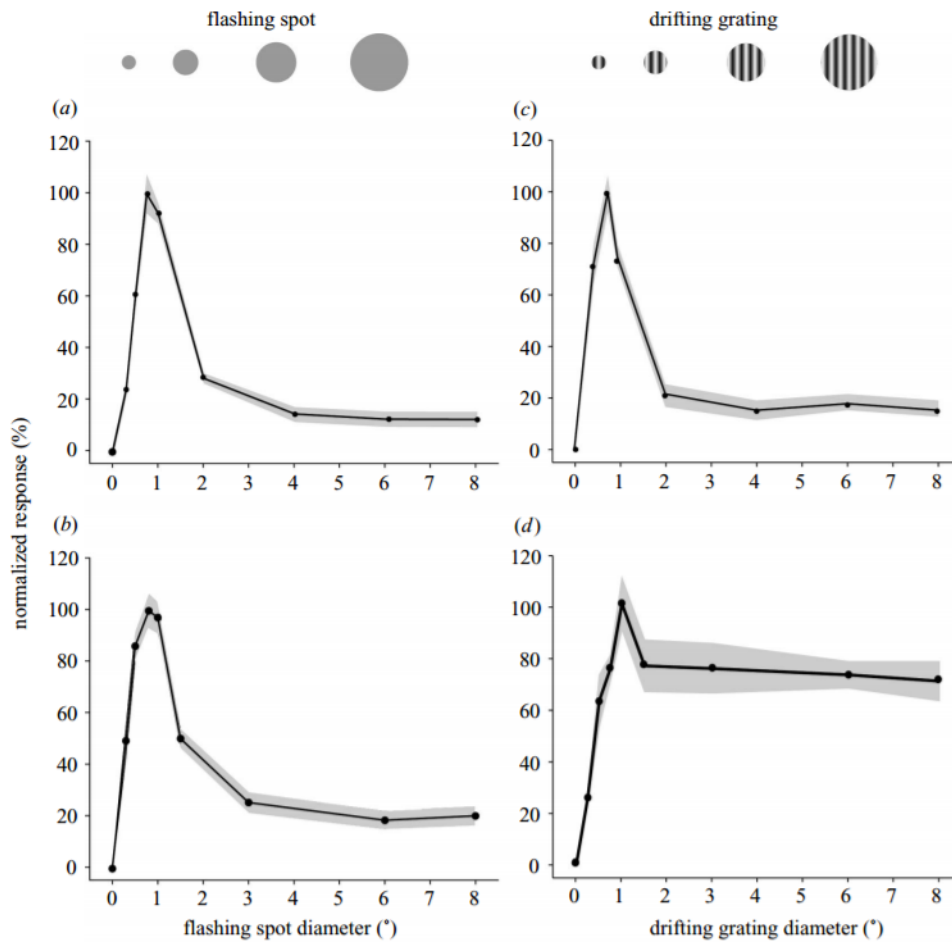 flashing spot
drifting grating
(a)
(c)
120
100
80
60
40
20
0
0 1 2 3 4 5 6 7 8
120
100
80
60
40
20
0
0 1 2 3 4 5 6 7 8
normalized response (%)
(b)
(d)
120
100
80
60
40
20
0
0 1 2 3 4 5 6 7 8
flashing spot diameter (°)
120
100
80
60
40
20
0
0 1 2 3 4 5 6 7 8
drifting grating diameter (°)